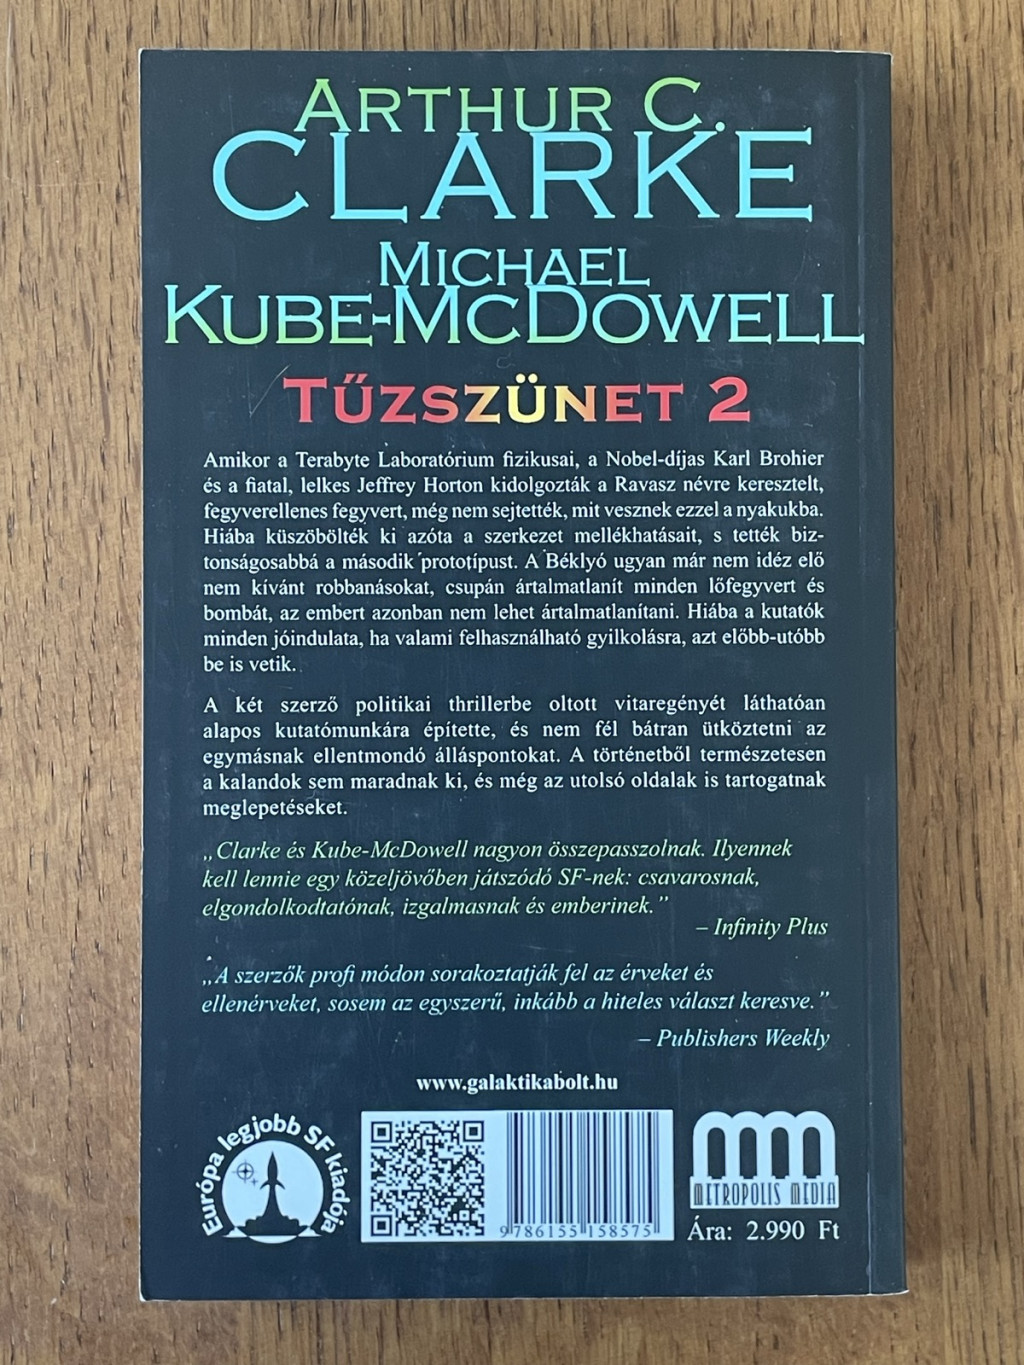 ARTHUR C.
CLARKE
MICHAEL
KUBE-MCDOWELL
TŰZSZÜNET 2
Amikor a Terabyte Laboratórium fizikusai, a Nobel-díjas Karl Brohier
és a fiatal, lelkes Jeffrey Horton kidolgozták a Ravasz névre keresztelt,
fegyverellenes fegyvert, még nem sejtették, mit vesznek ezzel a nyakukba.
Hiába küszöbölték ki azóta a szerkezet mellékhatásait, s tették biz-
tonságosabbá a második prototípust. A Béklyó ugyan már nem idéz elő
nem kívánt robbanásokat, csupán ártalmatlanít minden lőfegyvert és
bombát, az embert azonban nem lehet ártalmatlanítani. Hiába a kutatók
minden jóindulata, ha valami felhasználható gyilkolásra, azt előbb-utóbb
be is vetik.
A két szerző politikai thrillerbe oltott vitaregényét láthatóan
alapos kutatómunkára építette, és nem fél bátran ütköztetni az
egymásnak ellentmondó álláspontokat. A történetből természetesen
a kalandok sem maradnak ki, és még az utolsó oldalak is tartogatnak
meglepetéseket.
„Clarke és Kube-McDowell nagyon összepasszolnak. Ilyennek
kell lennie egy közeljövőben játszódó SF-nek: csavarosnak,
elgondolkodtatónak, izgalmasnak és emberinek.”
– Infinity Plus
„A szerzők profi módon sorakoztatják fel az érveket és
ellenérveket, sosem az egyszerű, inkább a hiteles választ keresve.”
– Publishers Weekly
www.galaktikabolt.hu
Európa legjobb SF kiadója
9 786155 158575
METROPOLIS MEDIA
Ára: 2.990 Ft